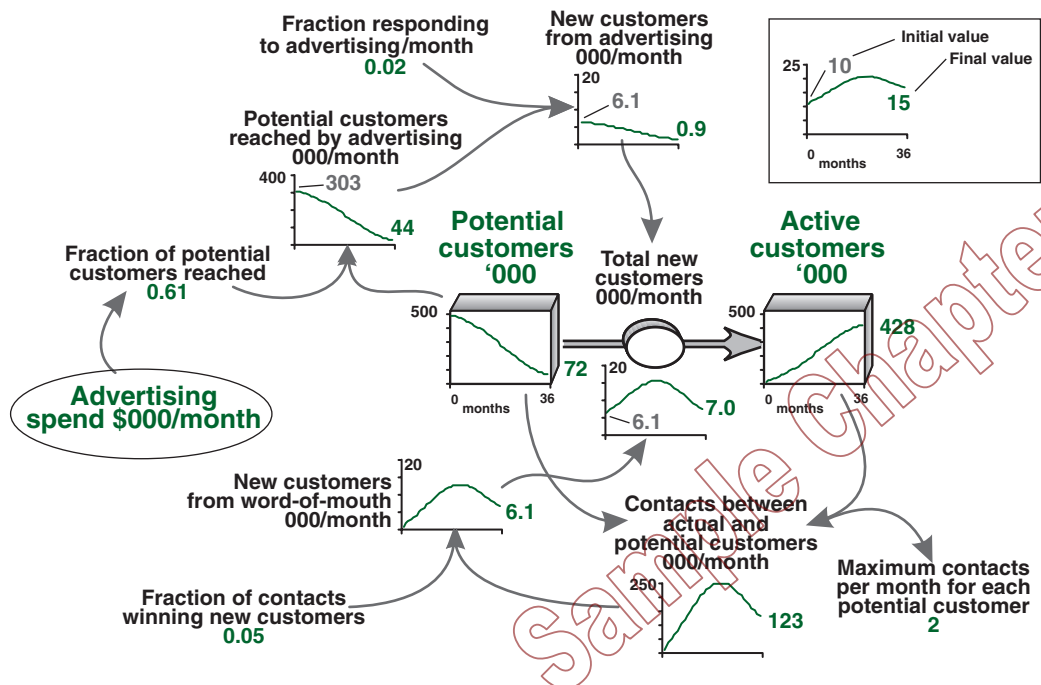 Fraction responding
to advertising/month
0.02
New customers
from advertising
000/month
20
6.1
0.9
Initial value
25
10
Final value
15
0
36
months
Potential customers
reached by advertising
000/month
400
303
44
Fraction of potential
customers reached
0.61
Advertising
spend $000/month
Potential
customers
‘000
500
72
0
36
months
Total new
customers
000/month
20
6.1
7.0
Active
customers
‘000
500
428
0
36
months
New customers
from word-of-mouth
000/month
20
6.1
Contacts between
actual and
potential customers
000/month
250
123
Maximum contacts
per month for each
potential customer
2
Fraction of contacts
winning new customers
0.05
Sample Chapter